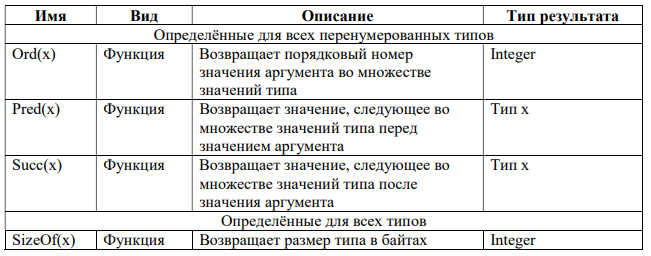 Имя Вид Описание Тип результата
Определённые для всех перенумерованных типов
Ord(x) Функция Возвращает порядковый номер Integer
значения аргумента во множестве
значений типа
Pred(x) Функция Возвращает значение, следующее во Тип x
множестве значений типа перед
значением аргумента
Succ(x) Функция Возвращает значение, следующее во Тип x
множестве значений типа после
значения аргумента
Определённые для всех типов
SizeOf(x) Функция Возвращает размер типа в байтах Integer